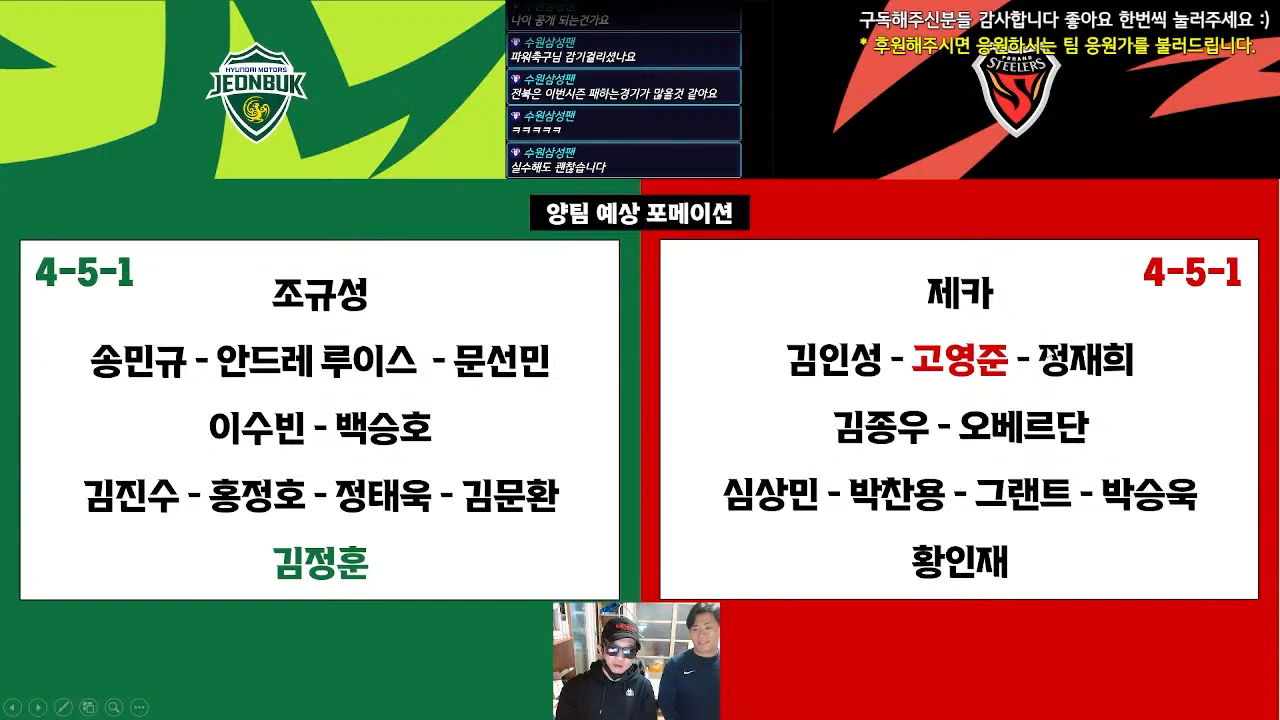 HYUNDAI MOTORS
JEONBUK
나이 공개 되는건가요
수원삼성팬
파워축구님 감기걸리셨나요
수원삼성팬
전북은 이번시즌 패하는경기가 많을것 같아요
수원삼성팬
ㅋㅋㅋㅋㅋ
수원삼성팬
실수해도 괜찮습니다
구독해주신분들 감사합니다 좋아요 한번씩 눌러주세요 :)
* 후원해주시면 응원하시는 팀 응원가를 불러드립니다.
POHANG
STEELERS
양팀 예상 포메이션
4-5-1
조규성
송민규 - 안드레 루이스 - 문선민
이수빈 - 백승호
김진수 - 홍정호 - 정태욱 - 김문환
김정훈
4-5-1
제카
김인성 - 고영준 - 정재희
김종우 - 오베르단
심상민 - 박찬용 - 그랜트 - 박승욱
황인재